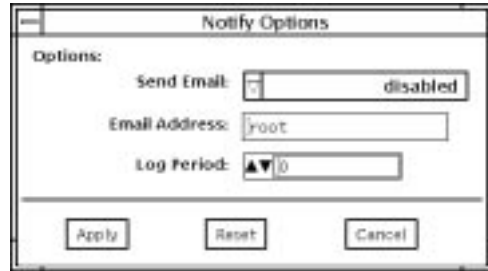 Notify Options
Options:
Send Email: disabled
Email Address: root
Log Period: 0
Apply Reset Cancel